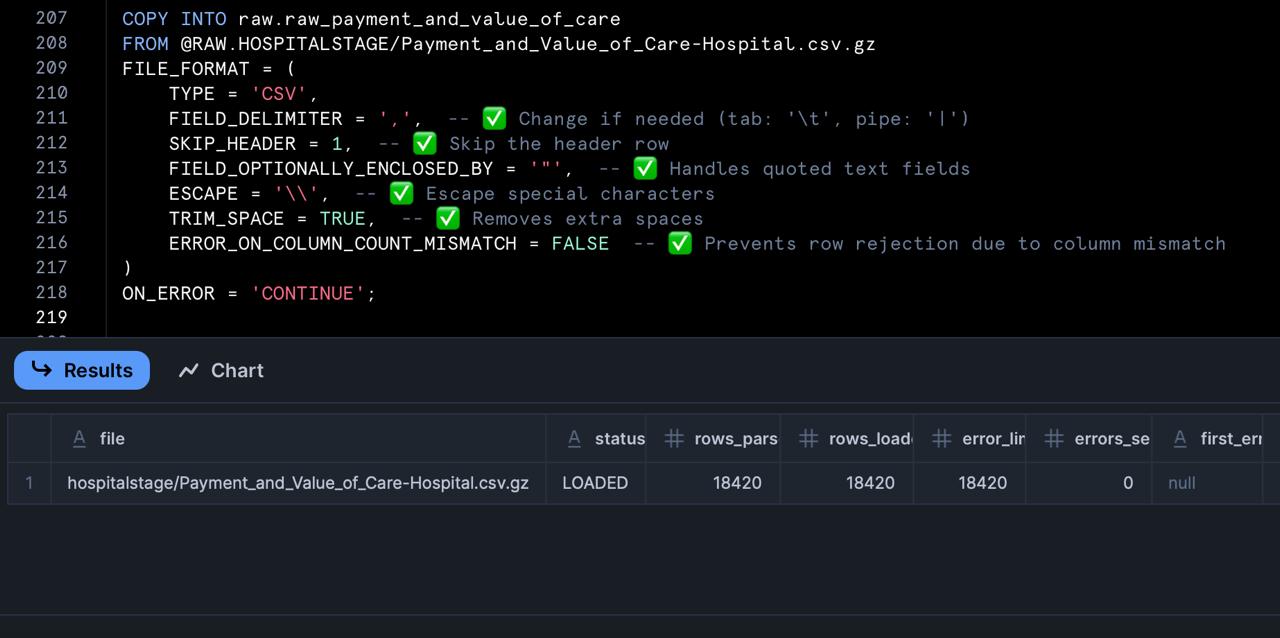 207 COPY INTO raw.raw_payment_and_value_of_care
208 FROM @RAW.HOSPITALSTAGE/Payment_and_Value_of_Care-Hospital.csv.gz
209 FILE_FORMAT = (
210 TYPE = 'CSV',
211 FIELD_DELIMITER = ',', -- ✅ Change if needed (tab: '\t', pipe: '|')
212 SKIP_HEADER = 1, -- ✅ Skip the header row
213 FIELD_OPTIONALLY_ENCLOSED_BY = '"', -- ✅ Handles quoted text fields
214 ESCAPE = '\\', -- ✅ Escape special characters
215 TRIM_SPACE = TRUE, -- ✅ Removes extra spaces
216 ERROR_ON_COLUMN_COUNT_MISMATCH = FALSE -- ✅ Prevents row rejection due to column mismatch
217 )
218 ON_ERROR = 'CONTINUE';
219
Results Chart
A file A status # rows_pars # rows_load # error_lin # errors_se A first_err
1 hospitalstage/Payment_and_Value_of_Care-Hospital.csv.gz LOADED 18420 18420 18420 0 null